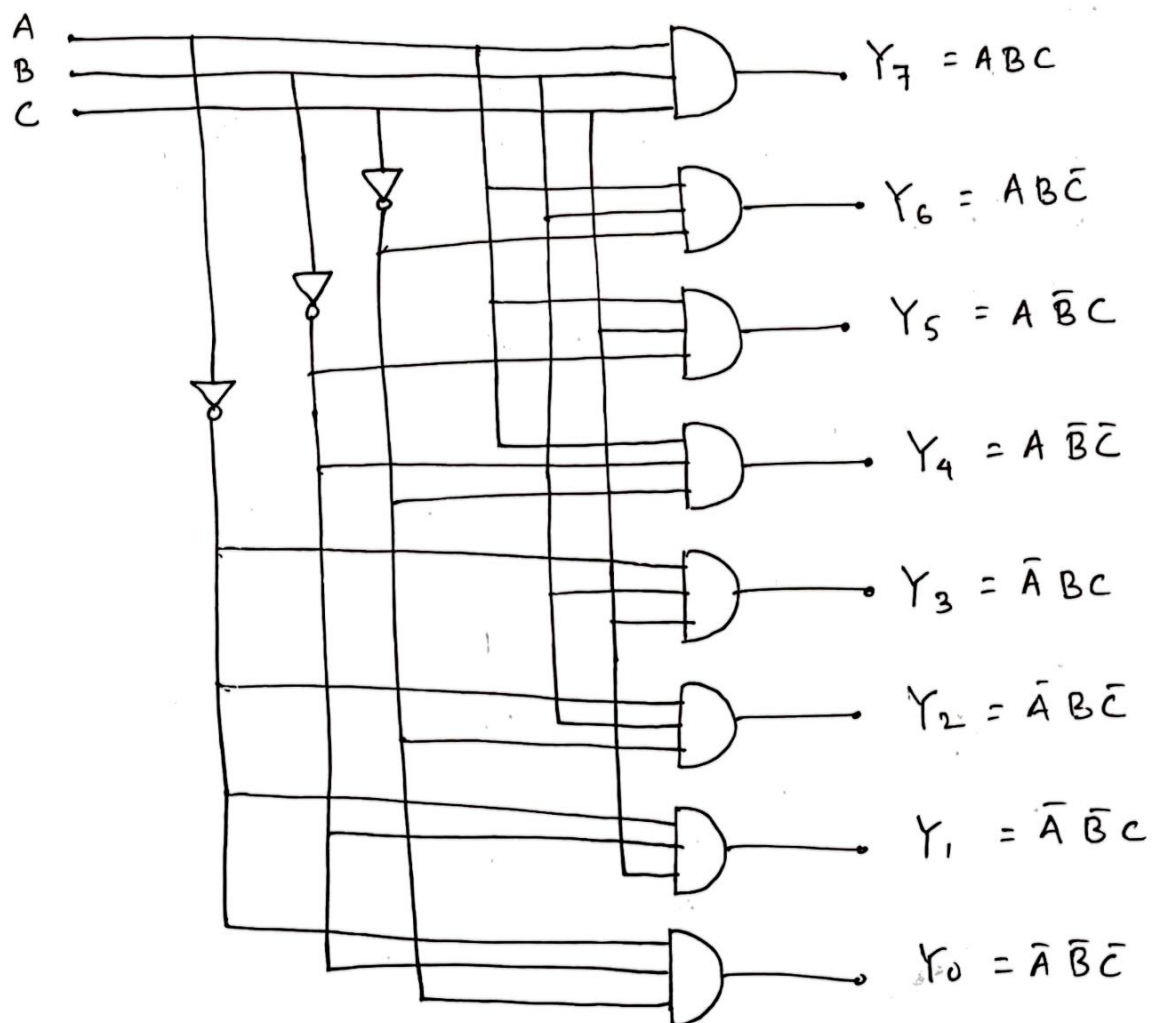 A
B
C
Y₇ = ABC
Y₆ = ABC̄
Y₅ = AB̄C
Y₄ = AB̄C̄
Y₃ = ĀBC
Y₂ = ĀBC̄
Y₁ = ĀB̄C
Y₀ = ĀB̄C̄